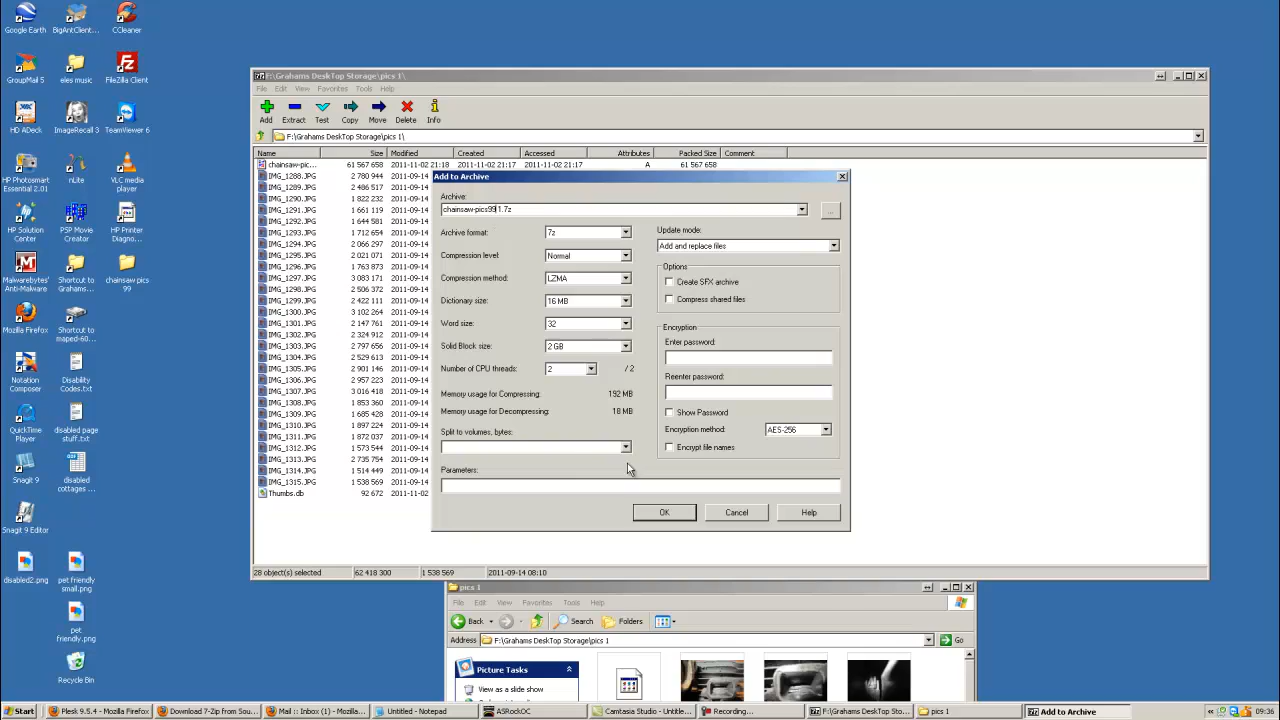 Google Earth
BigAntClient...
CCleaner
GroupMail 5
eles music
FileZilla Client
HD ADeck
ImageRecall 3
TeamViewer 6
HP Photosmart Essential 2.01
nLite
VLC media player
HP Solution Center
PSP Movie Creator
HP Printer Diagno...
Malwarebytes' Anti-Malware
Shortcut to Grahams...
chainsaw pics 99
Mozilla Firefox
Shortcut to maped-60...
Notation Composer
Disability Codes.txt
QuickTime Player
disabled page stuff.txt
Snagit 9
disabled cottages ...
Snagit 9 Editor
disabled2.png
pet friendly small.png
pet friendly.png
Recycle Bin
F:\Grahams DeskTop Storage\pics 1\
File Edit View Favorites Tools Help
Add Extract Test Copy Move Delete Info
F:\Grahams DeskTop Storage\pics 1\
Name Size Modified Created Accessed Attributes Packed Size Comment
chainsaw-pic... 61 567 658 2011-11-02 21:18 2011-11-02 21:17 2011-11-02 21:17 A 61 567 658
IMG_1288.JPG 2 780 944 2011-09-14
IMG_1289.JPG 2 486 517 2011-09-14
IMG_1290.JPG 1 822 232 2011-09-14
IMG_1291.JPG 1 661 119 2011-09-14
IMG_1292.JPG 1 644 581 2011-09-14
IMG_1293.JPG 1 712 654 2011-09-14
IMG_1294.JPG 2 066 297 2011-09-14
IMG_1295.JPG 2 021 071 2011-09-14
IMG_1296.JPG 1 763 873 2011-09-14
IMG_1297.JPG 3 083 171 2011-09-14
IMG_1298.JPG 2 506 372 2011-09-14
IMG_1299.JPG 2 411 430 2011-09-14
IMG_1300.JPG 3 102 264 2011-09-14
IMG_1301.JPG 2 147 761 2011-09-14
IMG_1302.JPG 2 324 912 2011-09-14
IMG_1303.JPG 2 797 656 2011-09-14
IMG_1304.JPG 2 529 613 2011-09-14
IMG_1305.JPG 2 901 146 2011-09-14
IMG_1306.JPG 2 957 223 2011-09-14
IMG_1307.JPG 3 016 418 2011-09-14
IMG_1308.JPG 1 853 232 2011-09-14
IMG_1309.JPG 1 685 428 2011-09-14
IMG_1310.JPG 1 897 224 2011-09-14
IMG_1311.JPG 1 872 037 2011-09-14
IMG_1312.JPG 1 573 544 2011-09-14
IMG_1313.JPG 2 735 754 2011-09-14
IMG_1314.JPG 1 514 449 2011-09-14
IMG_1315.JPG 1 538 569 2011-09-14
Thumbs.db 92 672 2011-11-02
28 object(s) selected 62 418 300 1 538 569 2011-09-14 08:10
Add to Archive
Archive:
chainsaw-pics991.7z
...
Archive format: 7z
Compression level: Normal
Compression method: LZMA
Dictionary size: 16 MB
Word size: 32
Solid Block size: 2 GB
Number of CPU threads: 2 / 2
Memory usage for Compressing: 192 MB
Memory usage for Decompressing: 18 MB
Split to volumes, bytes:
Parameters:
Update mode:
Add and replace files
Options
Create SFX archive
Compress shared files
Encryption
Enter password:
Reenter password:
Show Password
Encryption method: AES-256
Encrypt file names
OK Cancel Help
pics 1
File Edit View Favorites Tools Help
Back Search Folders
Address F:\Grahams DeskTop Storage\pics 1 Go
Picture Tasks
View as a slide show
Start
Plesk 9.5.4 - Mozilla Firefox
Download 7-Zip from Sou...
Mail :: Inbox (1) - Mozilla...
Untitled - Notepad
ASRockOC
Camtasia Studio - Untitle...
Recording...
F:\Grahams DeskTop Sto...
pics 1
Add to Archive
09:36